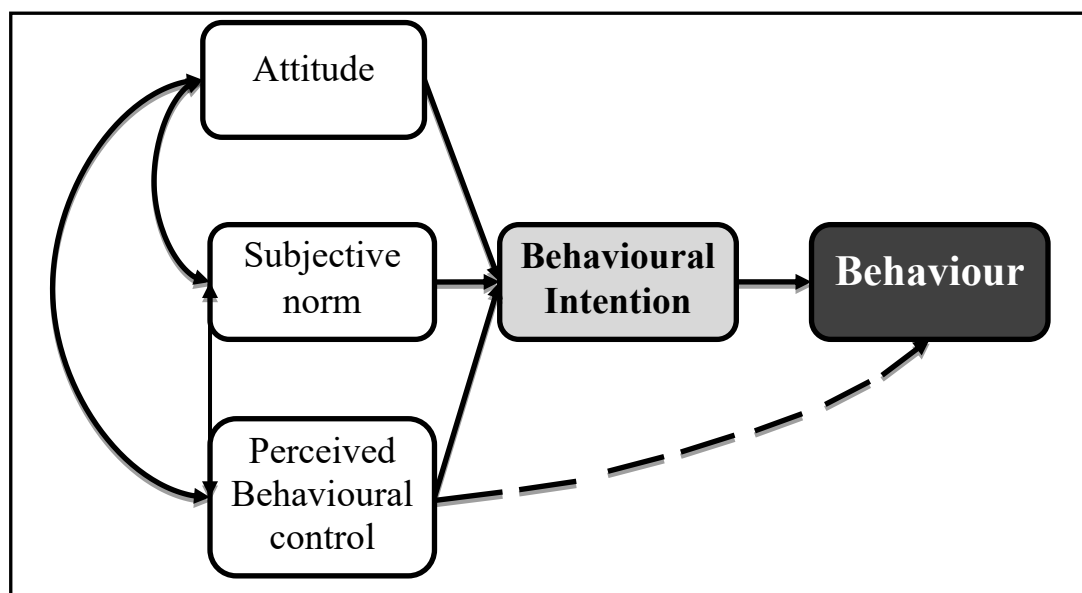 Attitude
Subjective
norm
Behavioural
Intention
Behaviour
Perceived
Behavioural
control